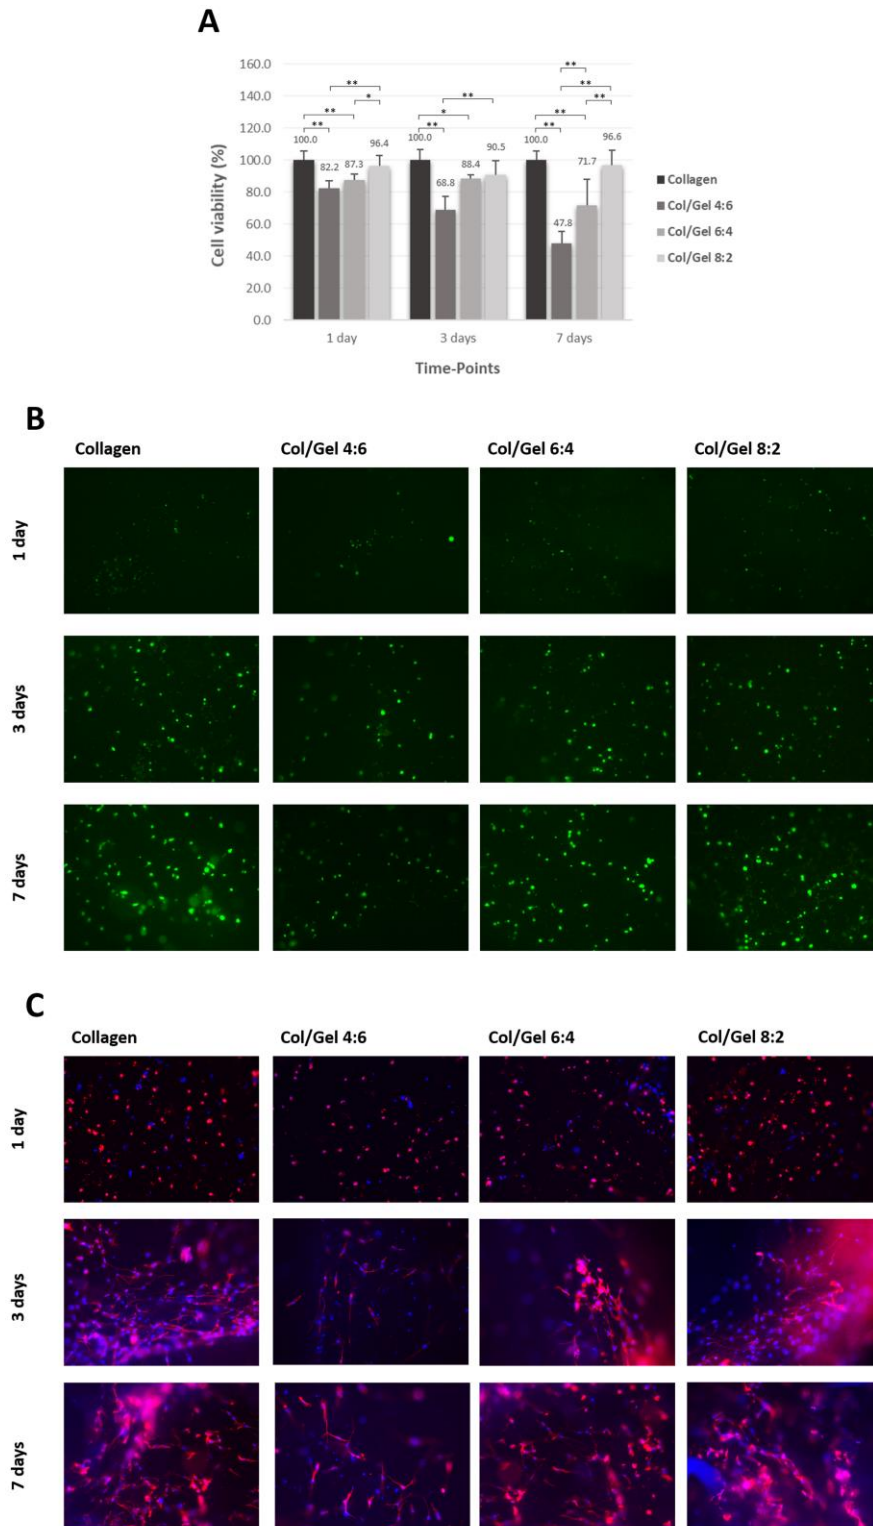 A
160.0
140.0
120.0
100.0
80.0
60.0
40.0
20.0
0.0
Cell viability (%)
** ** ** *
100.0 82.2 87.3 96.4
** * **
100.0 68.8 88.4 90.5
** ** ** ** **
100.0 47.8 71.7 96.6
1 day 3 days 7 days
Time-Points
Collagen
Col/Gel 4:6
Col/Gel 6:4
Col/Gel 8:2
B
Collagen Col/Gel 4:6 Col/Gel 6:4 Col/Gel 8:2
1 day
3 days
7 days
C
Collagen Col/Gel 4:6 Col/Gel 6:4 Col/Gel 8:2
1 day
3 days
7 days